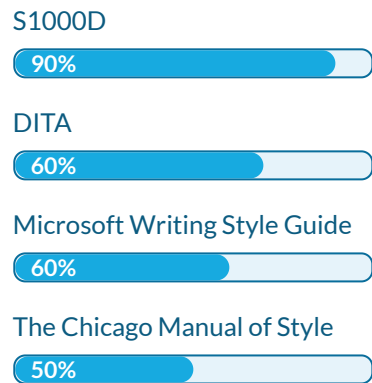 S1000D
90%
DITA
60%
Microsoft Writing Style Guide
60%
The Chicago Manual of Style
50%